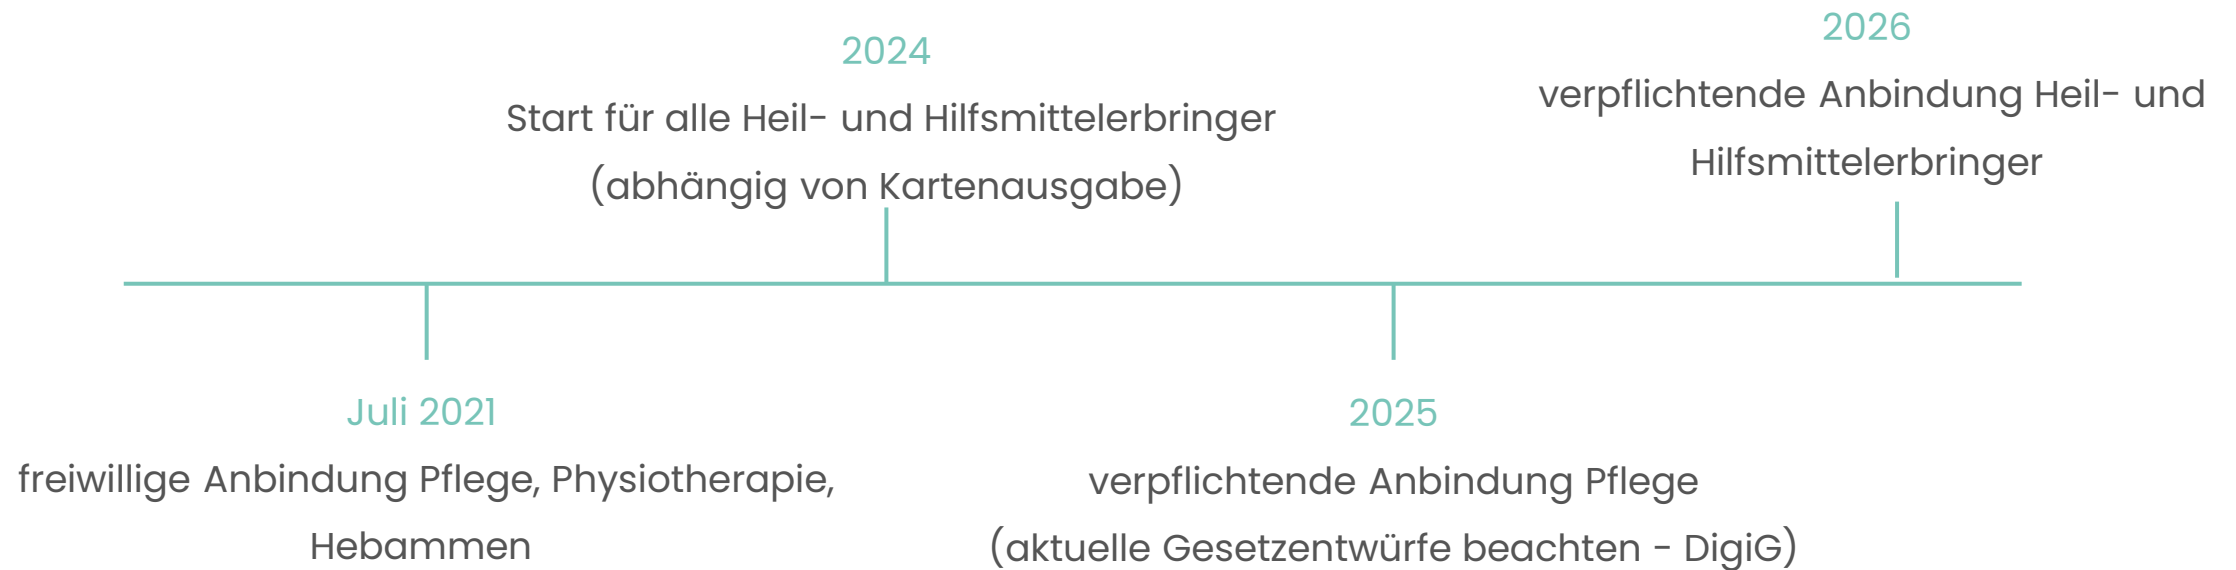 2024
Start für alle Heil- und Hilfsmittelerbringer
(abhängig von Kartenausgabe)
2026
verpflichtende Anbindung Heil- und
Hilfsmittelerbringer
Juli 2021
freiwillige Anbindung Pflege, Physiotherapie,
Hebammen
2025
verpflichtende Anbindung Pflege
(aktuelle Gesetzentwürfe beachten - DigiG)